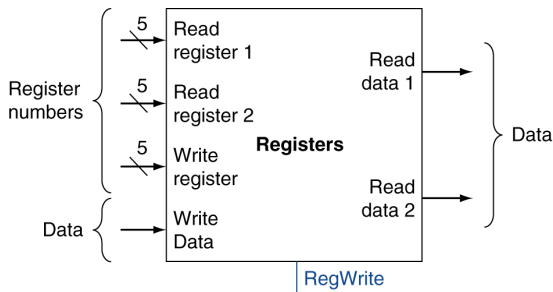 Register
numbers
5
Read
register 1
5
Read
register 2
5
Write
register
Data
Write
Data
Registers
Read
data 1
Read
data 2
Data
RegWrite